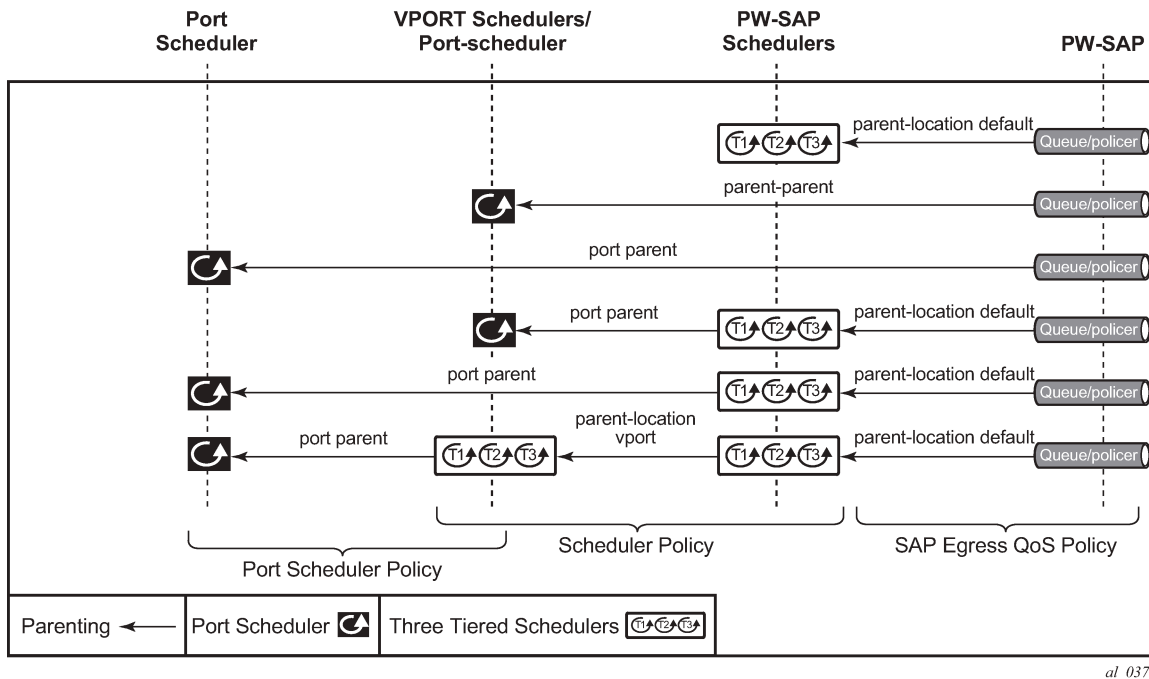 Port
Scheduler
VPORT Schedulers/
Port-scheduler
PW-SAP
Schedulers
PW-SAP
T1 T2 T3
parent-location default
Queue/policer
parent-parent
Queue/policer
port parent
Queue/policer
port parent
T1 T2 T3
parent-location default
Queue/policer
port parent
T1 T2 T3
parent-location default
Queue/policer
port parent
T1 T2 T3
parent-location
vport
T1 T2 T3
parent-location default
Queue/policer
Port Scheduler Policy
Scheduler Policy
SAP Egress QoS Policy
Parenting
Port Scheduler
Three Tiered Schedulers
T1 T2 T3
al_037